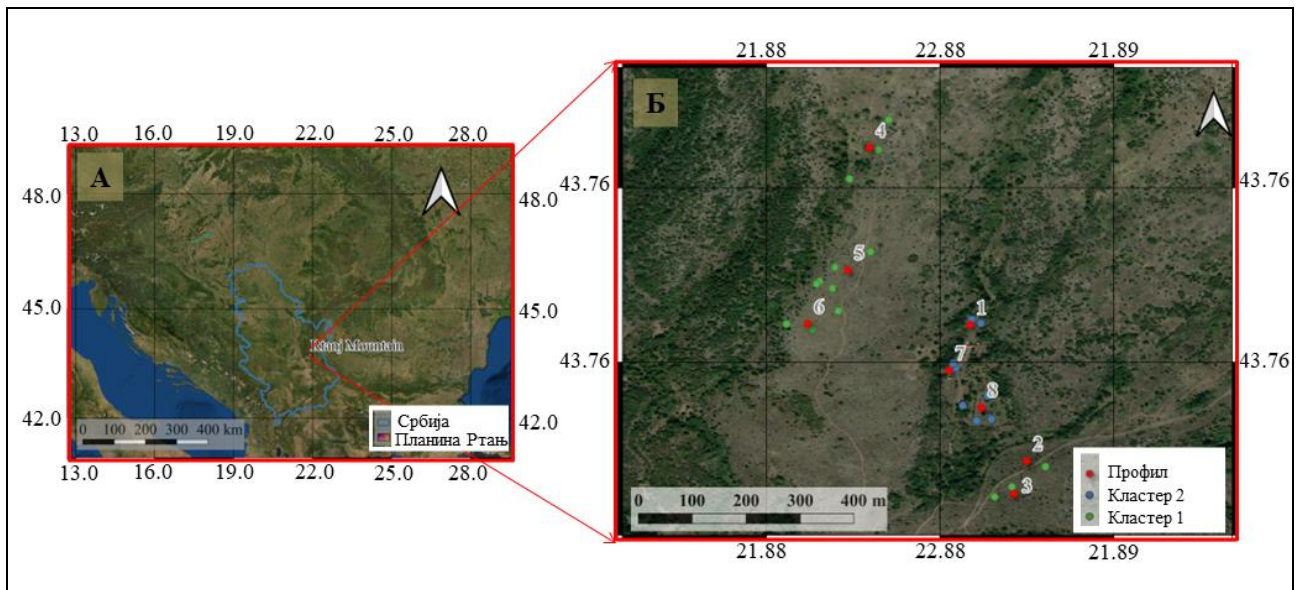 А
13.0 16.0 19.0 22.0 25.0 28.0
48.0 48.0
45.0 45.0
42.0 42.0
Rtanj Mountain
0 100 200 300 400 km
Србија
Планина Ртањ
13.0 16.0 19.0 22.0 25.0 28.0
Б
21.88 22.88 21.89
43.76 43.76
43.76 43.76
4
5
6
1
7
8
2
3
0 100 200 300 400 m
Профил
Кластер 2
Кластер 1
21.88 22.88 21.89